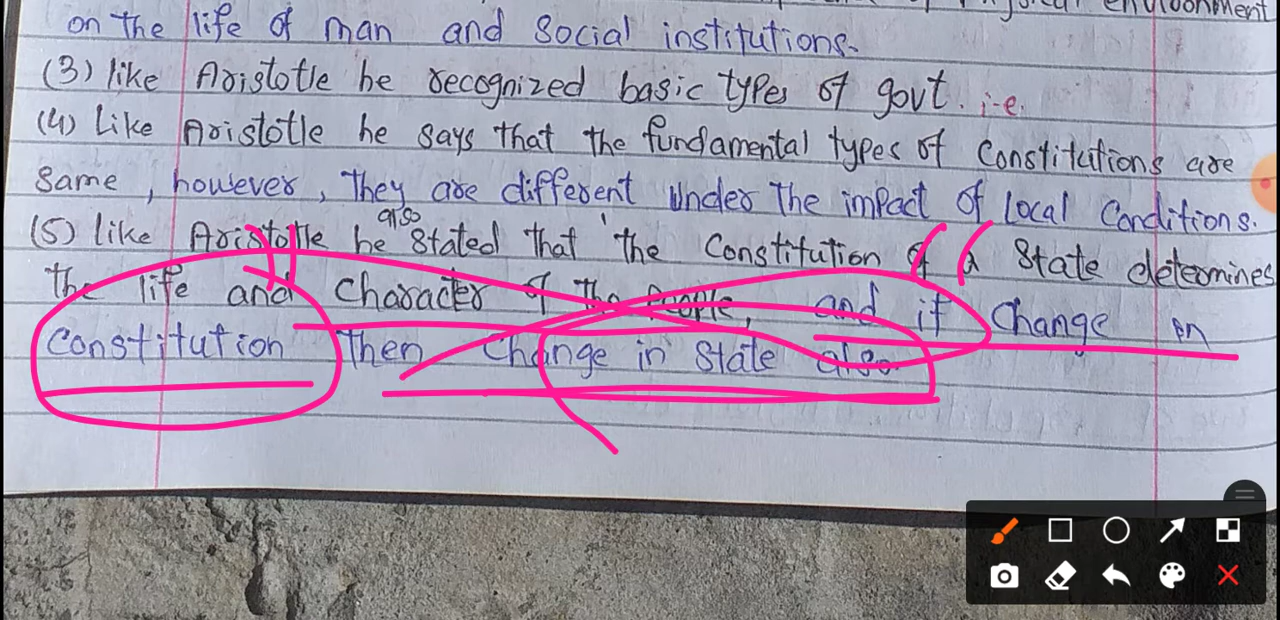 environment
on the life of man and Social institutions.
(3) like Aristotle he recognized basic types of govt. i-e.
(4) Like Aristotle he says that the fundamental types of Constitutions are
Same, however, They are different Under The impact of local Conditions.
also
(5) like Aristotle he stated that the Constitution of a State determines
The life and Character of The People, and if Change in
Constitution Then Change in State also.